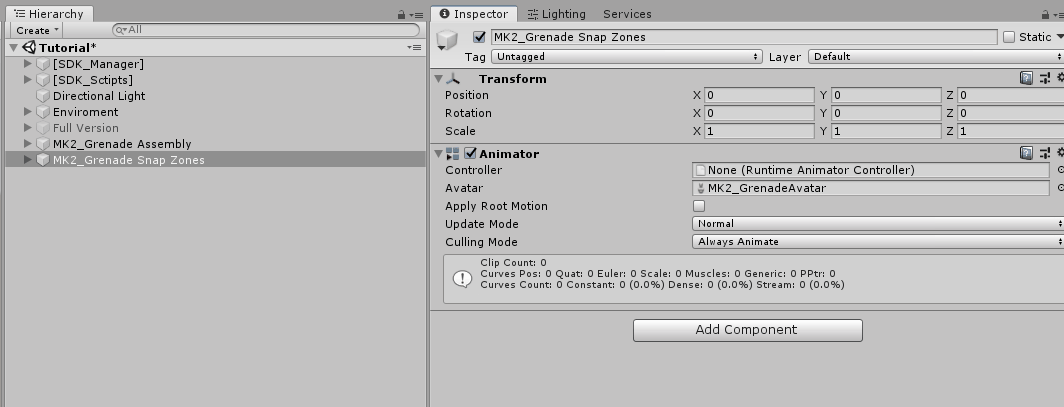 Hierarchy
Create
All
Tutorial*
[SDK_Manager]
[SDK_Sctipts]
Directional Light
Enviroment
Full Version
MK2_Grenade Assembly
MK2_Grenade Snap Zones
Inspector Lighting Services
MK2_Grenade Snap Zones Static
Tag Untagged Layer Default
Transform
Position X 0 Y 0 Z 0
Rotation X 0 Y 0 Z 0
Scale X 1 Y 1 Z 1
Animator
Controller None (Runtime Animator Controller)
Avatar MK2_GrenadeAvatar
Apply Root Motion
Update Mode Normal
Culling Mode Always Animate
Clip Count: 0
Curves Pos: 0 Quat: 0 Euler: 0 Scale: 0 Muscles: 0 Generic: 0 PPtr: 0
Curves Count: 0 Constant: 0 (0.0%) Dense: 0 (0.0%) Stream: 0 (0.0%)
Add Component